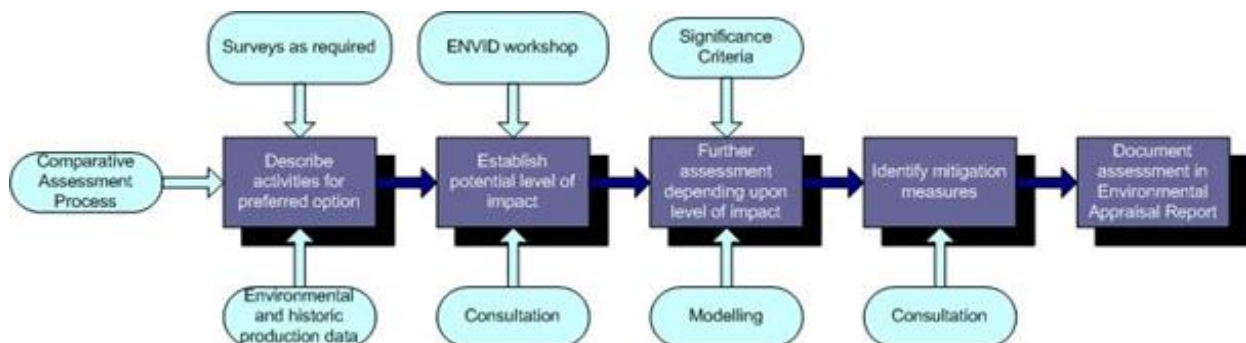 Surveys as required
ENVID workshop
Significance
Criteria
Comparative
Assessment
Process
Describe
activities for
preferred option
Establish
potential level of
impact
Further
assessment
depending upon
level of impact
Identify mitigation
measures
Document
assessment in
Environmental
Appraisal Report
Environmental
and historic
production data
Consultation
Modelling
Consultation